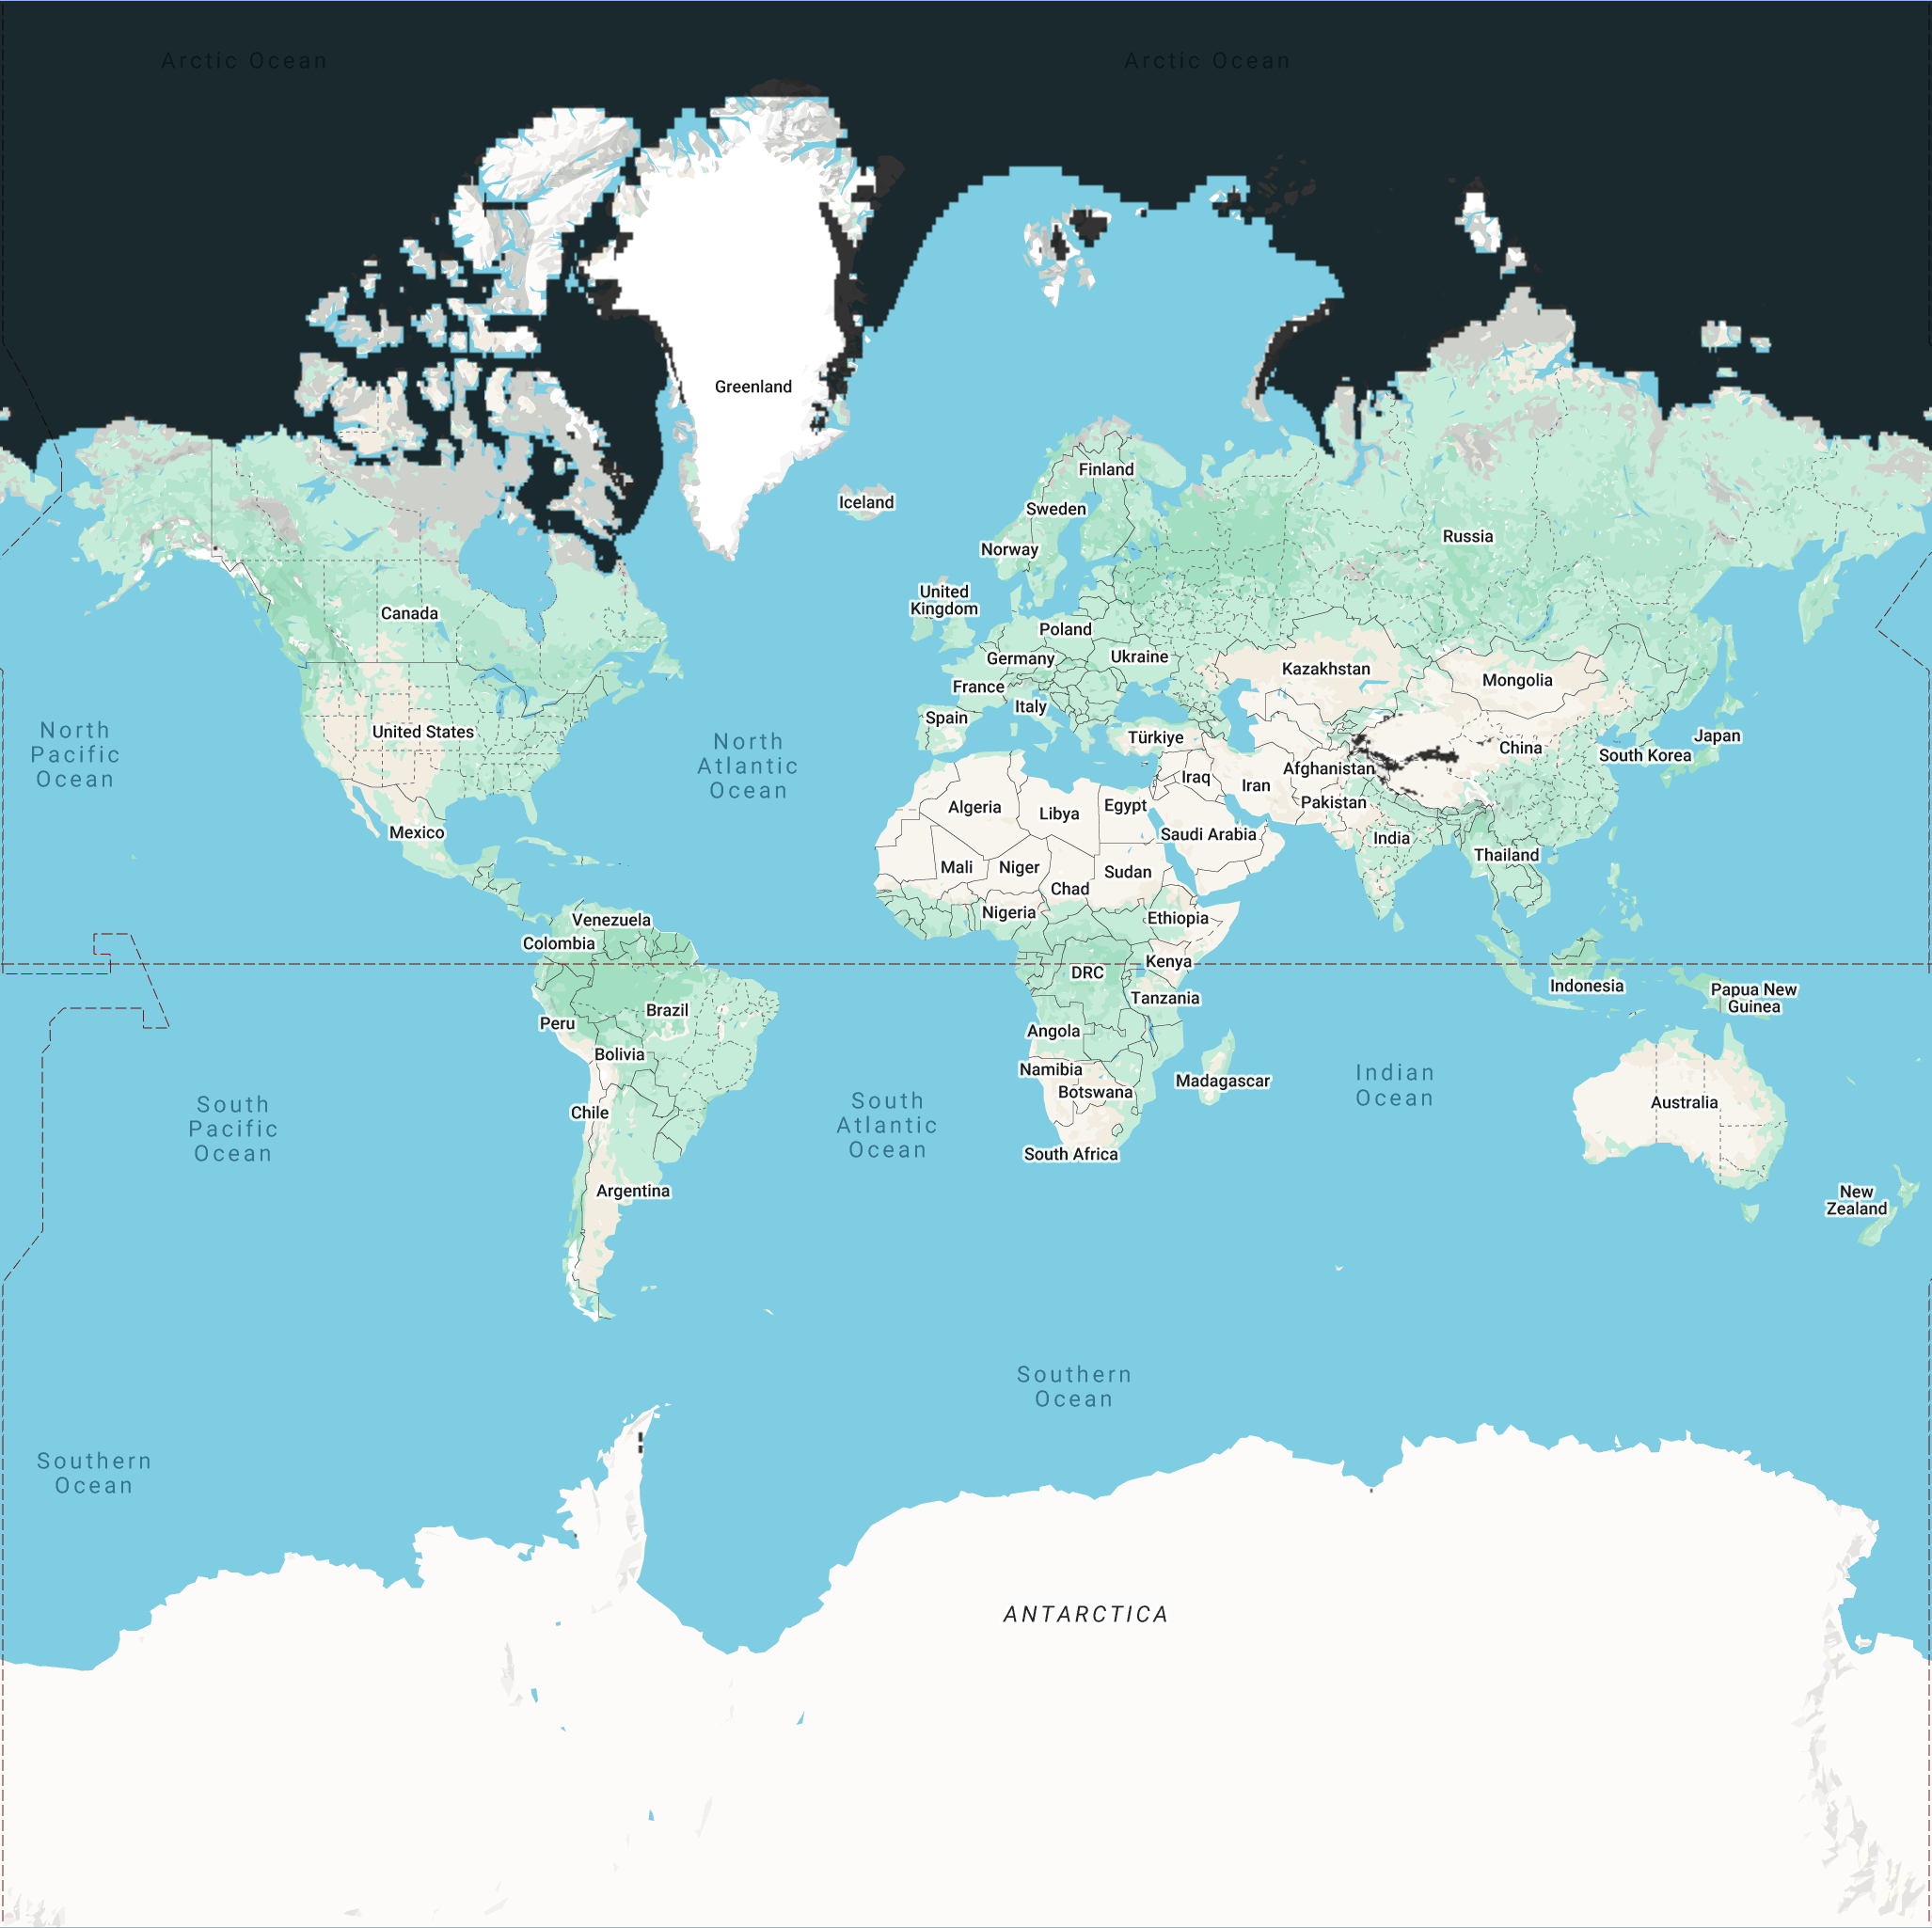 Arctic Ocean
Arctic Ocean
Greenland
Finland
Iceland
Sweden
Russia
Norway
United
Kingdom
Canada
Poland
Germany
Ukraine
Kazakhstan
Mongolia
France
Italy
Spain
North
Pacific
Ocean
United States
North
Atlantic
Ocean
Türkiye
China
Japan
South Korea
Iraq
Iran
Afghanistan
Pakistan
Algeria
Libya
Egypt
Saudi Arabia
India
Mexico
Thailand
Mali
Niger
Sudan
Chad
Nigeria
Ethiopia
Venezuela
Colombia
Kenya
DRC
Indonesia
Papua New
Guinea
Tanzania
Brazil
Peru
Angola
Bolivia
Namibia
Madagascar
Botswana
Indian
Ocean
Australia
Chile
South
Pacific
Ocean
South
Atlantic
Ocean
South Africa
Argentina
New
Zealand
Southern
Ocean
Southern
Ocean
ANTARCTICA